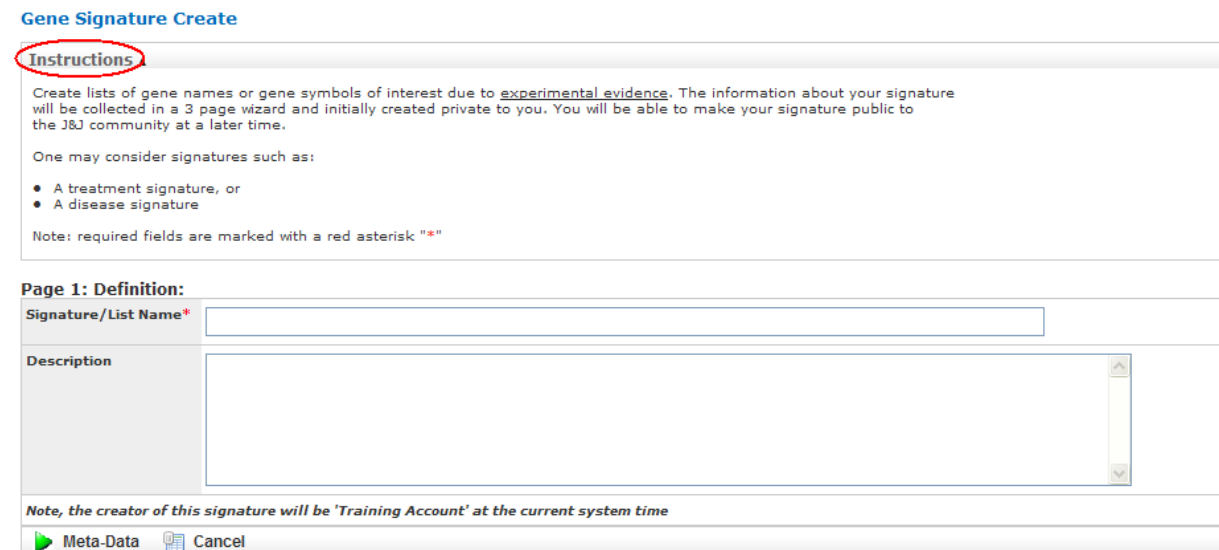 Gene Signature Create
Instructions
Create lists of gene names or gene symbols of interest due to experimental evidence. The information about your signature
will be collected in a 3 page wizard and initially created private to you. You will be able to make your signature public to
the J&J community at a later time.
One may consider signatures such as:
● A treatment signature, or
● A disease signature
Note: required fields are marked with a red asterisk "*"
Page 1: Definition:
Signature/List Name*
Description
Note, the creator of this signature will be 'Training Account' at the current system time
Meta-Data Cancel